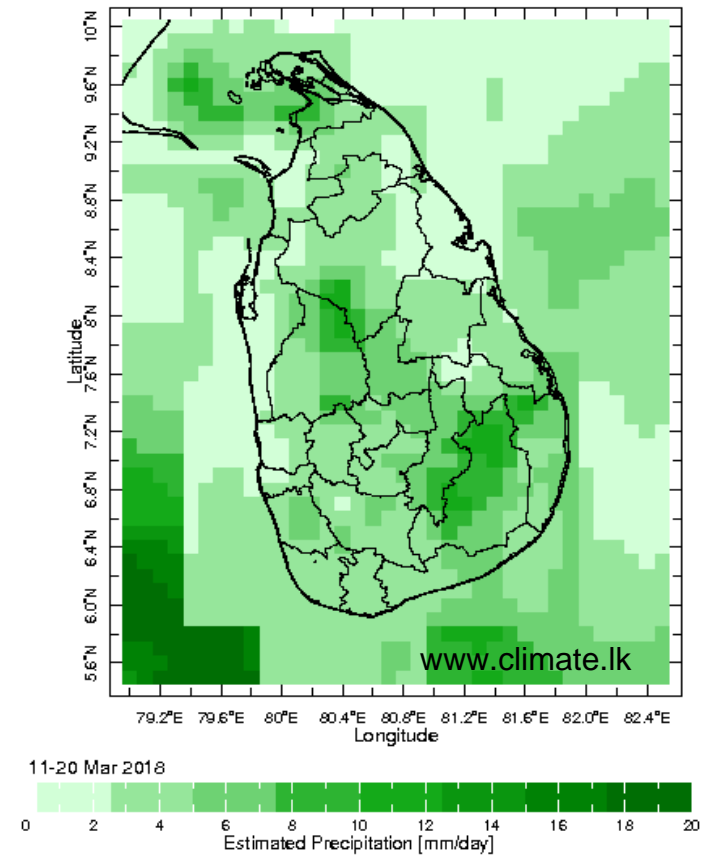 10°N
9.6°N
9.2°N
8.8°N
8.4°N
8°N
7.6°N
7.2°N
6.8°N
6.4°N
6.0°N
5.6°N
Latitude
www.climate.lk
79.2°E 79.6°E 80°E 80.4°E 80.8°E 81.2°E 81.6°E 82.0°E 82.4°E
Longitude
11-20 Mar 2018
0 2 4 6 8 10 12 14 16 18 20
Estimated Precipitation [mm/day]